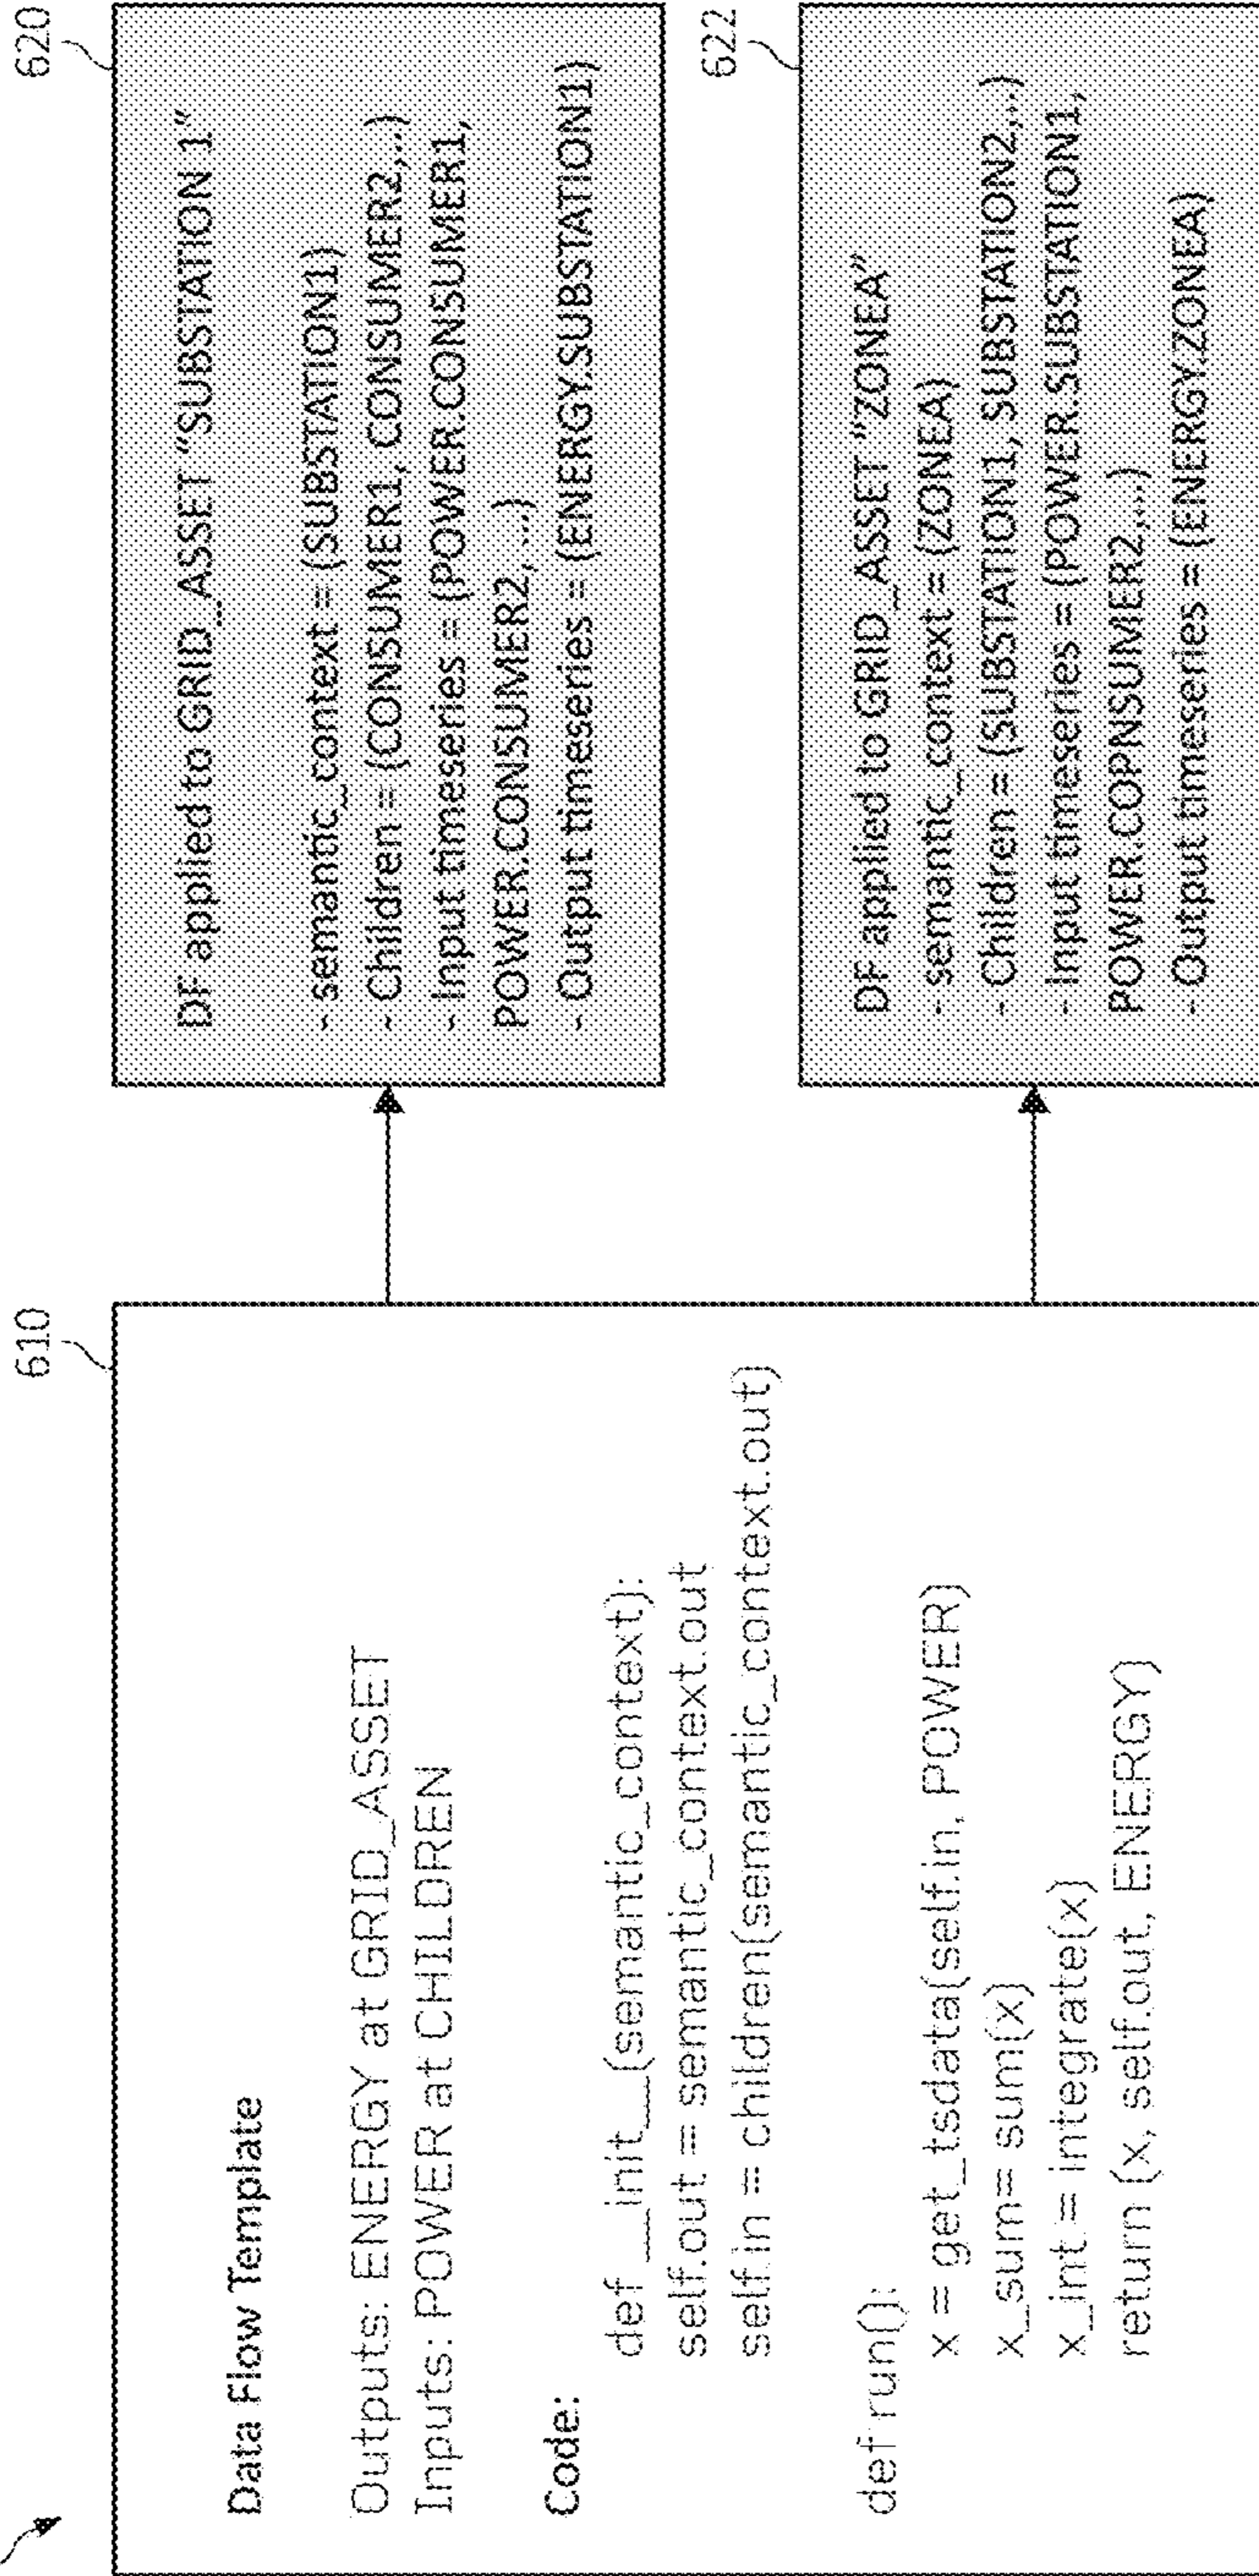 610
Data Flow Template
Outputs: ENERGY at GRID_ASSET
Inputs: POWER at CHILDREN
Code:
def __init__(semantic_context):
self.out = semantic_context.out
self.in = children(semantic_context.out)
def run():
x = get_tsdata(self.in, POWER)
x_sum= sum(x)
x_int = integrate(x)
return (x, self.out, ENERGY)
620
DF applied to GRID_ASSET "SUBSTATION 1"
- semantic_context = (SUBSTATION1)
- Children = (CONSUMER1, CONSUMER2,...)
- Input timeseries = (POWER.CONSUMER1,
POWER.CONSUMER2, ...)
- Output timeseries = (ENERGY.SUBSTATION1)
622
DF applied to GRID_ASSET "ZONEA"
- semantic_context = (ZONEA)
- Children = (SUBSTATION1, SUBSTATION2,...)
- Input timeseries = (POWER.SUBSTATION1,
POWER.COPNSUMER2,...)
- Output timeseries = (ENERGY.ZONEA)